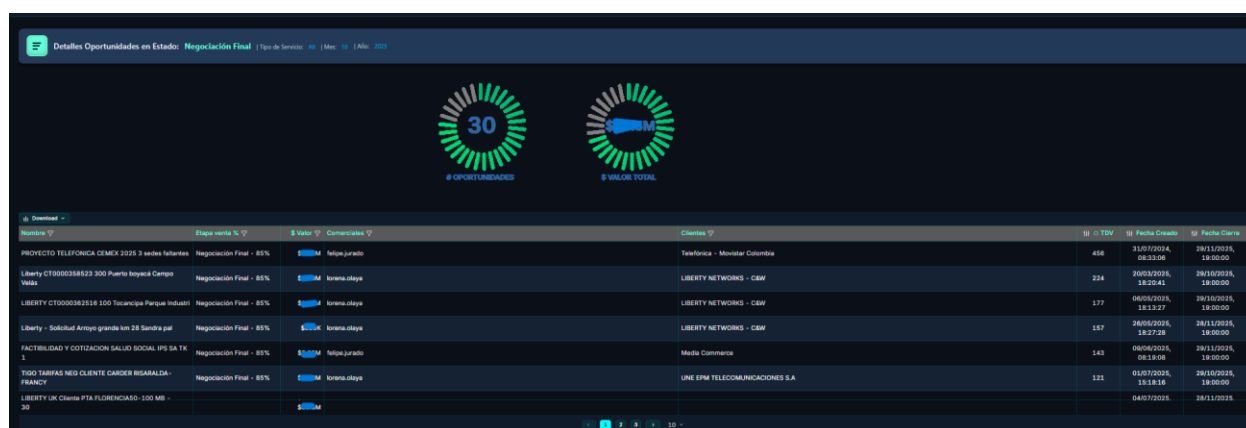 Detalles Oportunidades en Estado: Negociación Final | Tipo de Servicio: All | Mes: 10 | Año: 2025
30
$ M
# OPORTUNIDADES
$ VALOR TOTAL
Download
Nombre Etapa venta % $ Valor Comerciales Clientes TDV Fecha Creado Fecha Cierre
PROYECTO TELEFONICA CEMEX 2025 3 sedes faltantes Negociación Final - 85% $ M felipe.jurado Telefónica - Movistar Colombia 456 31/07/2024, 08:33:06 29/11/2025, 19:00:00
Liberty CT0000358523 300 Puerto boyacá Campo Velás Negociación Final - 85% $ M lorena.olaya LIBERTY NETWORKS - C&W 224 20/03/2025, 18:20:41 29/10/2025, 19:00:00
LIBERTY CT0000362516 100 Tocancipa Parque Industri Negociación Final - 85% $ M lorena.olaya LIBERTY NETWORKS - C&W 177 06/05/2025, 18:13:27 29/10/2025, 19:00:00
Liberty - Solicitud Arroyo grande km 28 Sandra pal Negociación Final - 85% $ K lorena.olaya LIBERTY NETWORKS - C&W 157 26/05/2025, 18:27:28 28/11/2025, 19:00:00
FACTIBILIDAD Y COTIZACION SALUD SOCIAL IPS SA TK 1 Negociación Final - 85% $ M felipe.jurado Media Commerce 143 09/06/2025, 08:19:06 29/11/2025, 19:00:00
TIGO TARIFAS NEG CLIENTE CARDER RISARALDA- FRANCY Negociación Final - 85% $ M lorena.olaya UNE EPM TELECOMUNICACIONES S.A 121 01/07/2025, 15:18:16 29/10/2025, 19:00:00
LIBERTY UK Cliente PTA FLORENCIA50-100 MB - 30 $ M 04/07/2025, 28/11/2025,
1 2 3 10